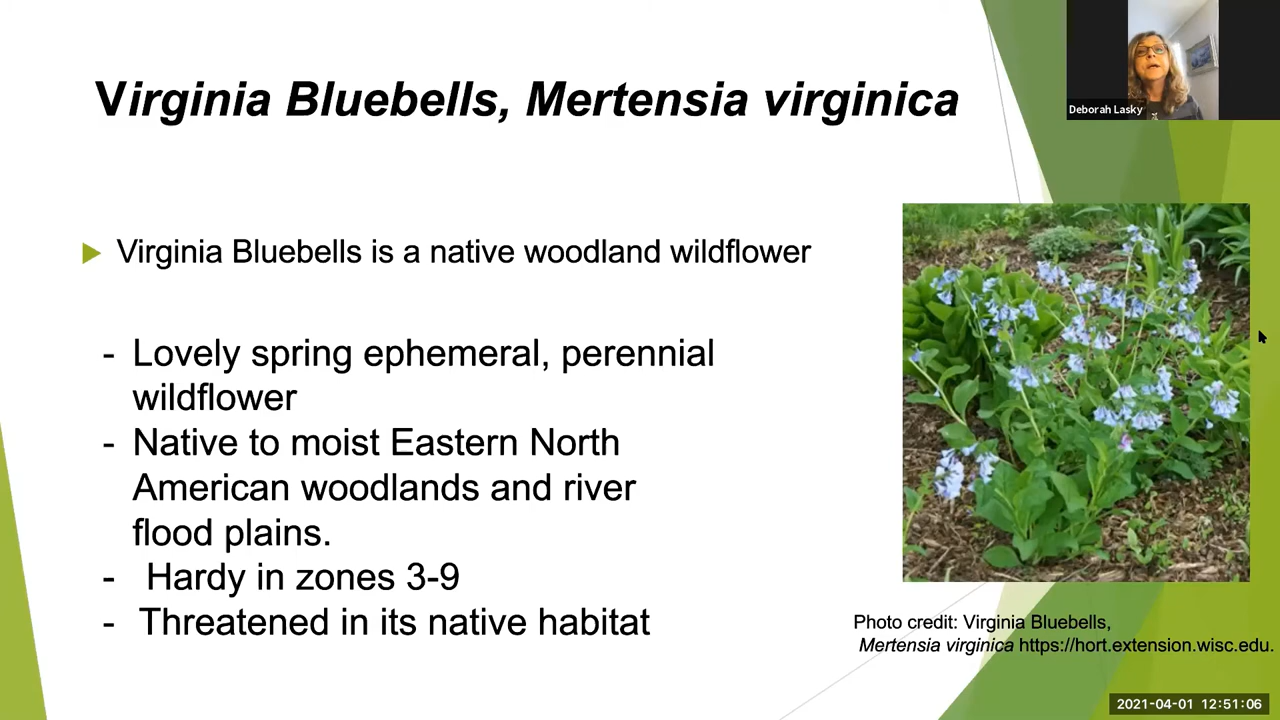 Virginia Bluebells, Mertensia virginica
Deborah Lasky
Virginia Bluebells is a native woodland wildflower
- Lovely spring ephemeral, perennial
wildflower
- Native to moist Eastern North
American woodlands and river
flood plains.
- Hardy in zones 3-9
- Threatened in its native habitat
Photo credit: Virginia Bluebells,
Mertensia virginica https://hort.extension.wisc.edu.
2021-04-01 12:51:06